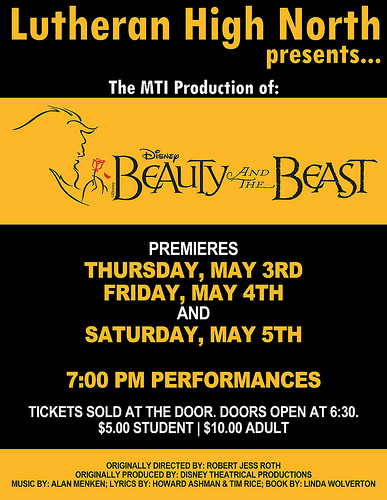 Lutheran High North
presents...
The MTI Production of:
Disney
BEAUTY AND THE BEAST
PREMIERES
THURSDAY, MAY 3RD
FRIDAY, MAY 4TH
AND
SATURDAY, MAY 5TH
7:00 PM PERFORMANCES
TICKETS SOLD AT THE DOOR. DOORS OPEN AT 6:30.
$5.00 STUDENT | $10.00 ADULT
ORIGINALLY DIRECTED BY: ROBERT JESS ROTH
ORIGINALLY PRODUCED BY: DISNEY THEATRICAL PRODUCTIONS
MUSIC BY: ALAN MENKEN; LYRICS BY: HOWARD ASHMAN & TIM RICE; BOOK BY: LINDA WOLVERTON